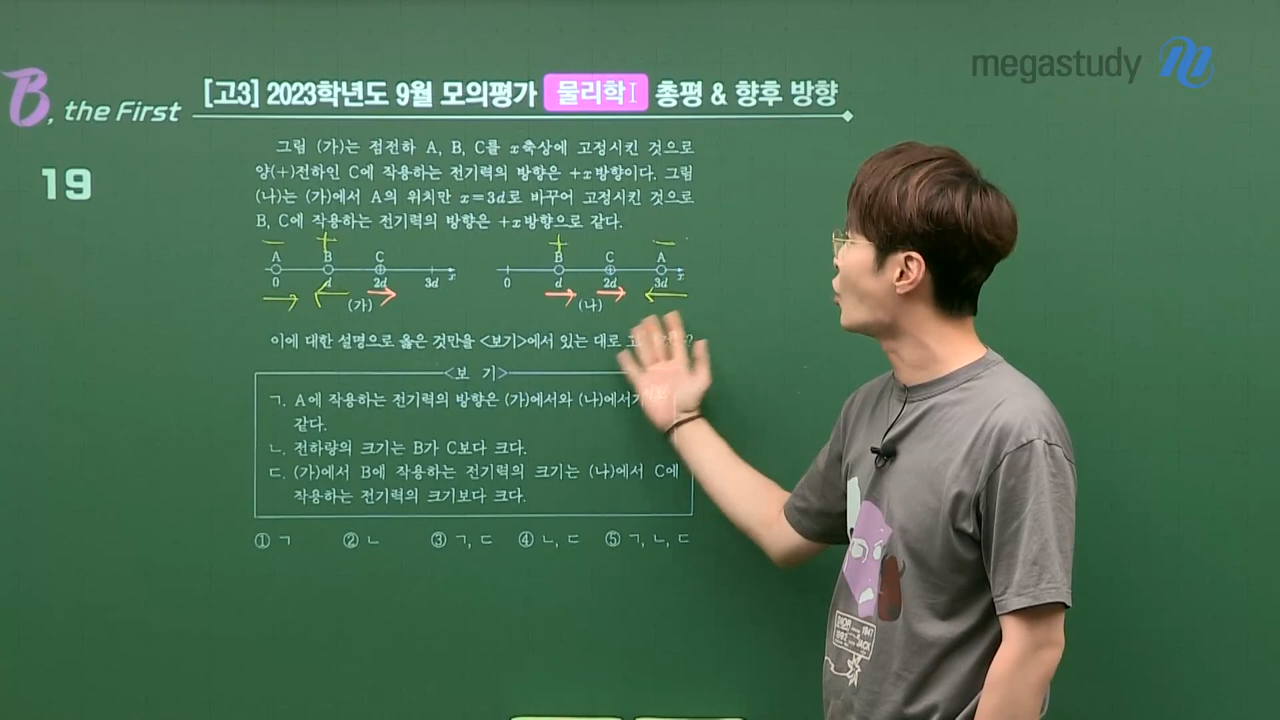 megastudy
B, the First
[고3] 2023학년도 9월 모의평가 물리학Ⅰ 총평 & 향후 방향
19
그림 (가)는 점전하 A, B, C를 x축상에 고정시킨 것으로
양(+)전하인 C에 작용하는 전기력의 방향은 +x방향이다. 그림
(나)는 (가)에서 A의 위치만 x=3d로 바꾸어 고정시킨 것으로
B, C에 작용하는 전기력의 방향은 +x방향으로 같다.
− + + −
A B C B C A
0 d 2d 3d x 0 d 2d 3d x
(가) (나)
이에 대한 설명으로 옳은 것만을 <보기>에서 있는 대로
<보 기>
ㄱ. A에 작용하는 전기력의 방향은 (가)에서와 (나)에서가
같다.
ㄴ. 전하량의 크기는 B가 C보다 크다.
ㄷ. (가)에서 B에 작용하는 전기력의 크기는 (나)에서 C에
작용하는 전기력의 크기보다 크다.
① ㄱ ② ㄴ ③ ㄱ, ㄷ ④ ㄴ, ㄷ ⑤ ㄱ, ㄴ, ㄷ